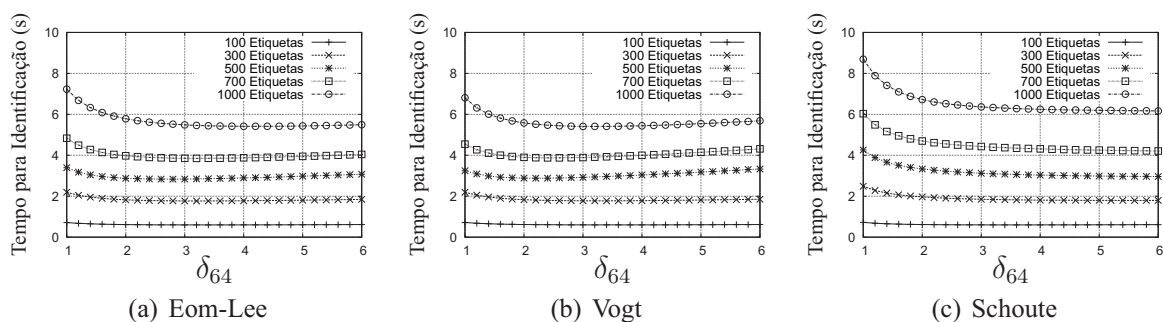 Tempo para Identificação (s)
10
8
6
4
2
0
100 Etiquetas
300 Etiquetas
500 Etiquetas
700 Etiquetas
1000 Etiquetas
1 2 3 4 5 6
δ64
(a) Eom-Lee
Tempo para Identificação (s)
10
8
6
4
2
0
100 Etiquetas
300 Etiquetas
500 Etiquetas
700 Etiquetas
1000 Etiquetas
1 2 3 4 5 6
δ64
(b) Vogt
Tempo para Identificação (s)
10
8
6
4
2
0
100 Etiquetas
300 Etiquetas
500 Etiquetas
700 Etiquetas
1000 Etiquetas
1 2 3 4 5 6
δ64
(c) Schoute